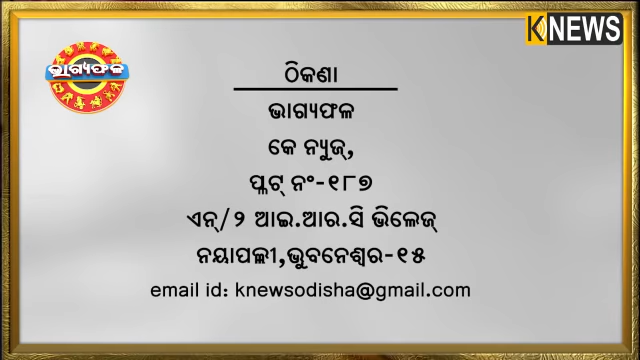 KNEWS
ଭାଗ୍ୟଫଳ
ଠିକଣା
ଭାଗ୍ୟଫଳ
କେ ନ୍ୟୁଜ୍,
ପ୍ଲଟ୍ ନଂ-୧୮୭
ଏନ୍/୨ ଆଇ.ଆର.ସି ଭିଲେଜ୍
ନୟାପଲ୍ଲୀ,ଭୁବନେଶ୍ୱର-୧୫
email id: knewsodisha@gmail.com